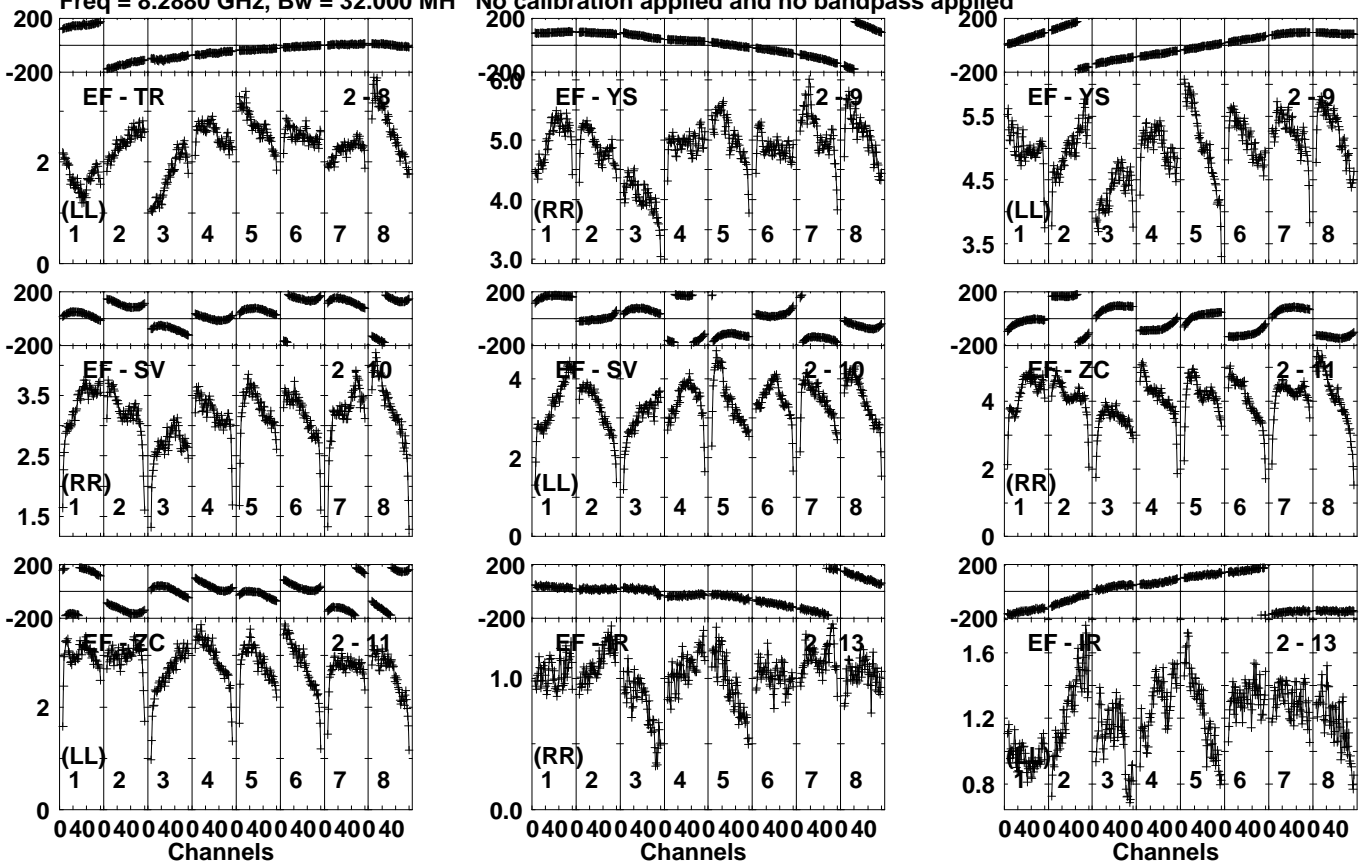 Freq = 8.2880 GHz, Bw = 32.000 MH No calibration applied and no bandpass applied
200
-200
EF - TR 2 - 8
2
(LL)
1 2 3 4 5 6 7 8
0
200
-200
6.0
EF - YS 2 - 9
5.0
4.0
(RR)
1 2 3 4 5 6 7 8
3.0
200
-200
EF - YS 2 - 9
5.5
4.5
(LL)
1 2 3 4 5 6 7 8
3.5
200
-200
EF - SV 2 - 10
3.5
2.5
(RR)
1 2 3 4 5 6 7 8
1.5
200
-200
EF - SV 2 - 10
4
2
(LL)
1 2 3 4 5 6 7 8
0
200
-200
EF - ZC 2 - 11
4
2
(RR)
1 2 3 4 5 6 7 8
0
200
-200
EF - ZC 2 - 11
2
(LL)
1 2 3 4 5 6 7 8
0
0 40 0 40 0 40 0 40 0 40 0 40 0 40 0 40
Channels
200
-200
EF - IR 2 - 13
1.0
(RR)
1 2 3 4 5 6 7 8
0.0
0 40 0 40 0 40 0 40 0 40 0 40 0 40 0 40
Channels
200
-200
EF - IR 2 - 13
1.6
1.2
(LL)
0.8
1 2 3 4 5 6 7 8
0 40 0 40 0 40 0 40 0 40 0 40 0 40 0 40
Channels